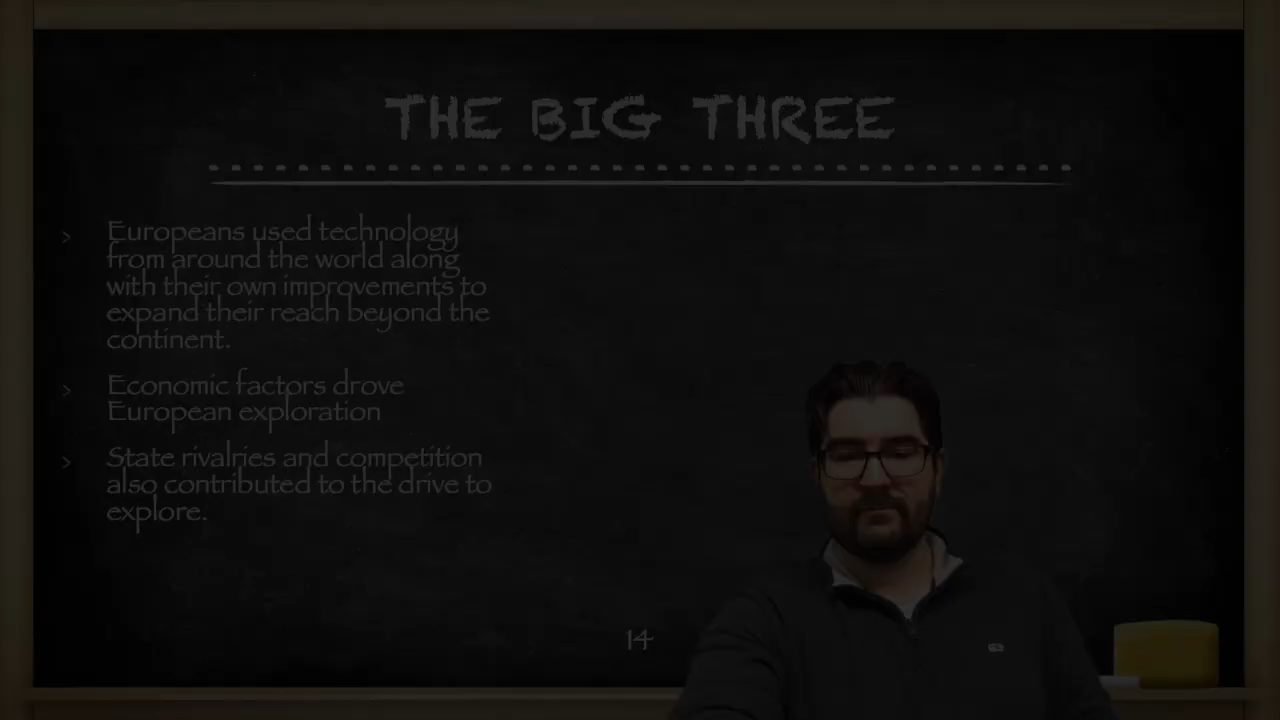 THE BIG THREE
> Europeans used technology
from around the world along
with their own improvements to
expand their reach beyond the
continent.
> Economic factors drove
European exploration
> State rivalries and competition
also contributed to the drive to
explore.
14